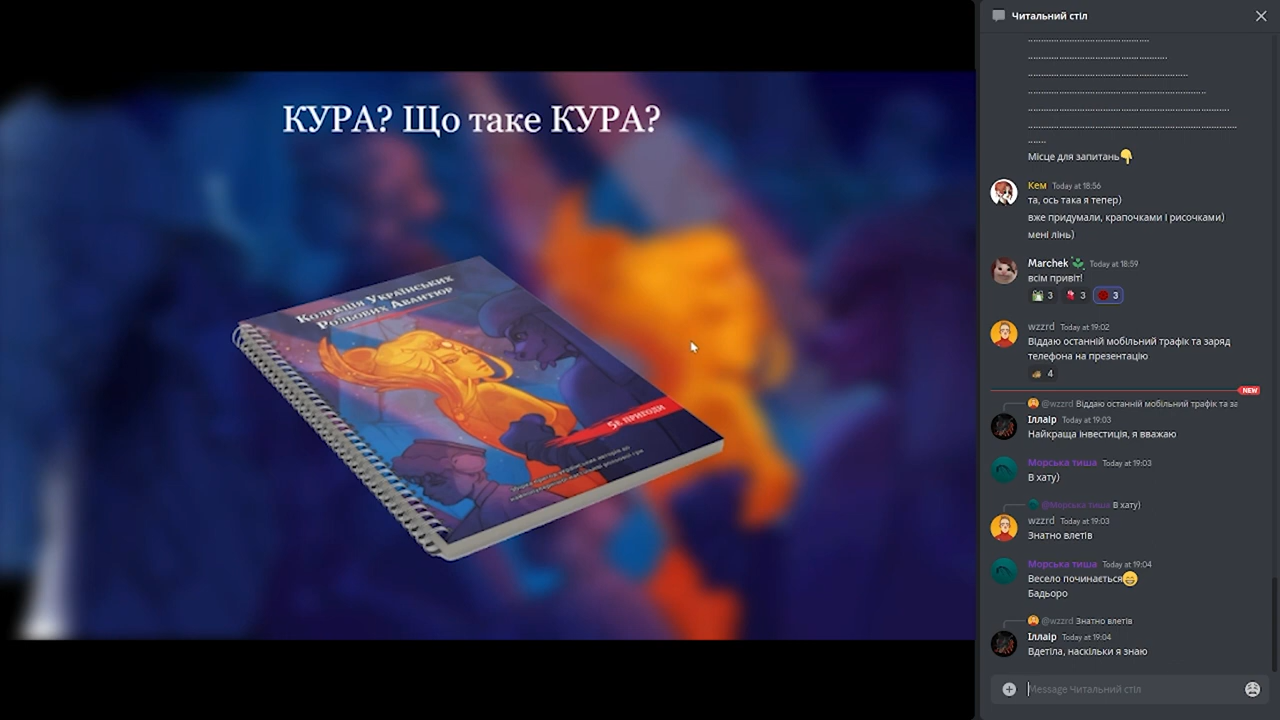 КУРА? Що таке КУРА?
Колекція Українських
Рольових Авантюр
5E ПРИГОДИ
Читальний стіл
Місце для запитань👇
Кем Today at 18:56
та, ось така я тепер)
вже придумали, крапочками і рисочками)
мені лінь)
Marchek Today at 18:59
всім привіт!
3 3 3
wzzrd Today at 19:02
Віддаю останній мобільний трафік та заряд
телефона на презентацію
4
NEW
@wzzrd Віддаю останній мобільний трафік та за
Іллаір Today at 19:03
Найкраща інвестиція, я вважаю
Морська тиша Today at 19:03
В хату)
@Морська тиша В хату)
wzzrd Today at 19:03
Знатно влетів
Морська тиша Today at 19:04
Весело починається😄
Бадьоро
@wzzrd Знатно влетів
Іллаір Today at 19:04
Вдетіла, наскільки я знаю
Message Читальний стіл